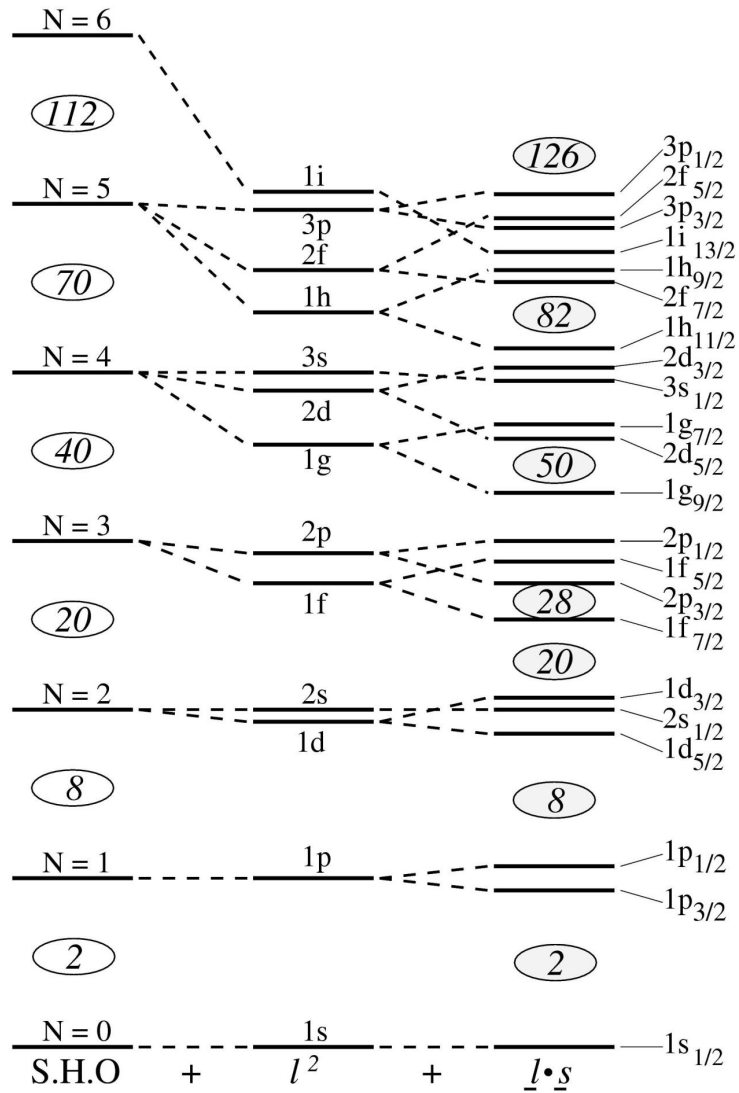 N = 6
112
N = 5
70
N = 4
40
N = 3
20
N = 2
8
N = 1
2
N = 0
S.H.O + l² + l•s
1i
3p
2f
1h
3s
2d
1g
2p
1f
2s
1d
1p
1s
126
82
50
28
20
8
2
3p1/2
2f5/2
3p3/2
1i13/2
1h9/2
2f7/2
1h11/2
2d3/2
3s1/2
1g7/2
2d5/2
1g9/2
2p1/2
1f5/2
2p3/2
1f7/2
1d3/2
2s1/2
1d5/2
1p1/2
1p3/2
1s1/2